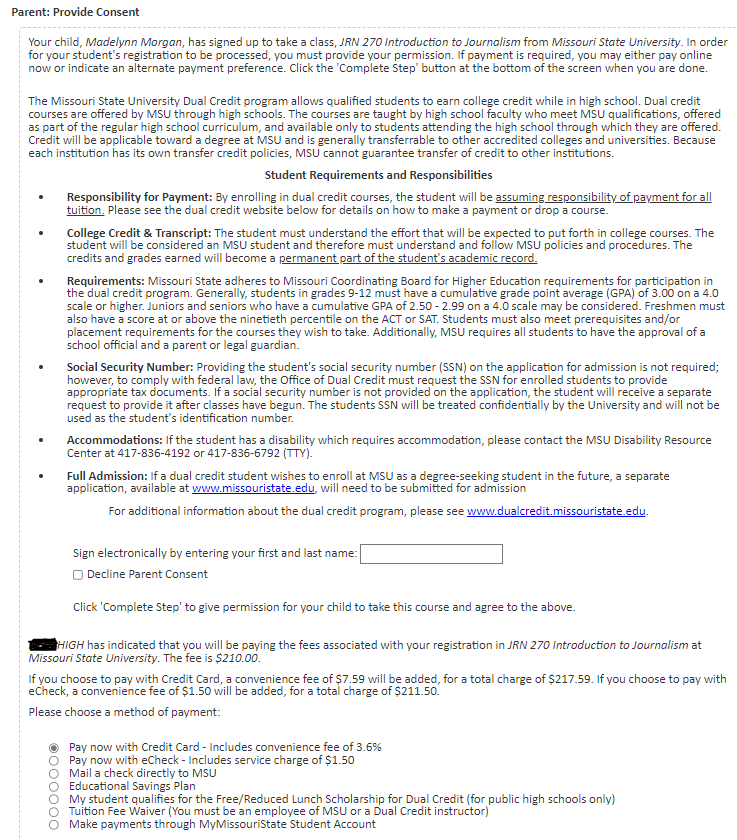 Parent: Provide Consent
Your child, Madelynn Morgan, has signed up to take a class, JRN 270 Introduction to Journalism from Missouri State University. In order
for your student's registration to be processed, you must provide your permission. If payment is required, you may either pay online
now or indicate an alternate payment preference. Click the 'Complete Step' button at the bottom of the screen when you are done.
The Missouri State University Dual Credit program allows qualified students to earn college credit while in high school. Dual credit
courses are offered by MSU through high schools. The courses are taught by high school faculty who meet MSU qualifications, offered
as part of the regular high school curriculum, and available only to students attending the high school through which they are offered.
Credit will be applicable toward a degree at MSU and is generally transferrable to other accredited colleges and universities. Because
each institution has its own transfer credit policies, MSU cannot guarantee transfer of credit to other institutions.
Student Requirements and Responsibilities
• Responsibility for Payment: By enrolling in dual credit courses, the student will be assuming responsibility of payment for all
tuition. Please see the dual credit website below for details on how to make a payment or drop a course.
• College Credit & Transcript: The student must understand the effort that will be expected to put forth in college courses. The
student will be considered an MSU student and therefore must understand and follow MSU policies and procedures. The
credits and grades earned will become a permanent part of the student's academic record.
• Requirements: Missouri State adheres to Missouri Coordinating Board for Higher Education requirements for participation in
the dual credit program. Generally, students in grades 9-12 must have a cumulative grade point average (GPA) of 3.00 on a 4.0
scale or higher. Juniors and seniors who have a cumulative GPA of 2.50 - 2.99 on a 4.0 scale may be considered. Freshmen must
also have a score at or above the ninetieth percentile on the ACT or SAT. Students must also meet prerequisites and/or
placement requirements for the courses they wish to take. Additionally, MSU requires all students to have the approval of a
school official and a parent or legal guardian.
• Social Security Number: Providing the student's social security number (SSN) on the application for admission is not required;
however, to comply with federal law, the Office of Dual Credit must request the SSN for enrolled students to provide
appropriate tax documents. If a social security number is not provided on the application, the student will receive a separate
request to provide it after classes have begun. The students SSN will be treated confidentially by the University and will not be
used as the student's identification number.
• Accommodations: If the student has a disability which requires accommodation, please contact the MSU Disability Resource
Center at 417-836-4192 or 417-836-6792 (TTY).
• Full Admission: If a dual credit student wishes to enroll at MSU as a degree-seeking student in the future, a separate
application, available at www.missouristate.edu, will need to be submitted for admission
For additional information about the dual credit program, please see www.dualcredit.missouristate.edu.
Sign electronically by entering your first and last name:
Decline Parent Consent
Click 'Complete Step' to give permission for your child to take this course and agree to the above.
HIGH has indicated that you will be paying the fees associated with your registration in JRN 270 Introduction to Journalism at
Missouri State University. The fee is $210.00.
If you choose to pay with Credit Card, a convenience fee of $7.59 will be added, for a total charge of $217.59. If you choose to pay with
eCheck, a convenience fee of $1.50 will be added, for a total charge of $211.50.
Please choose a method of payment:
Pay now with Credit Card - Includes convenience fee of 3.6%
Pay now with eCheck - Includes service charge of $1.50
Mail a check directly to MSU
Educational Savings Plan
My student qualifies for the Free/Reduced Lunch Scholarship for Dual Credit (for public high schools only)
Tuition Fee Waiver (You must be an employee of MSU or a Dual Credit instructor)
Make payments through MyMissouriState Student Account